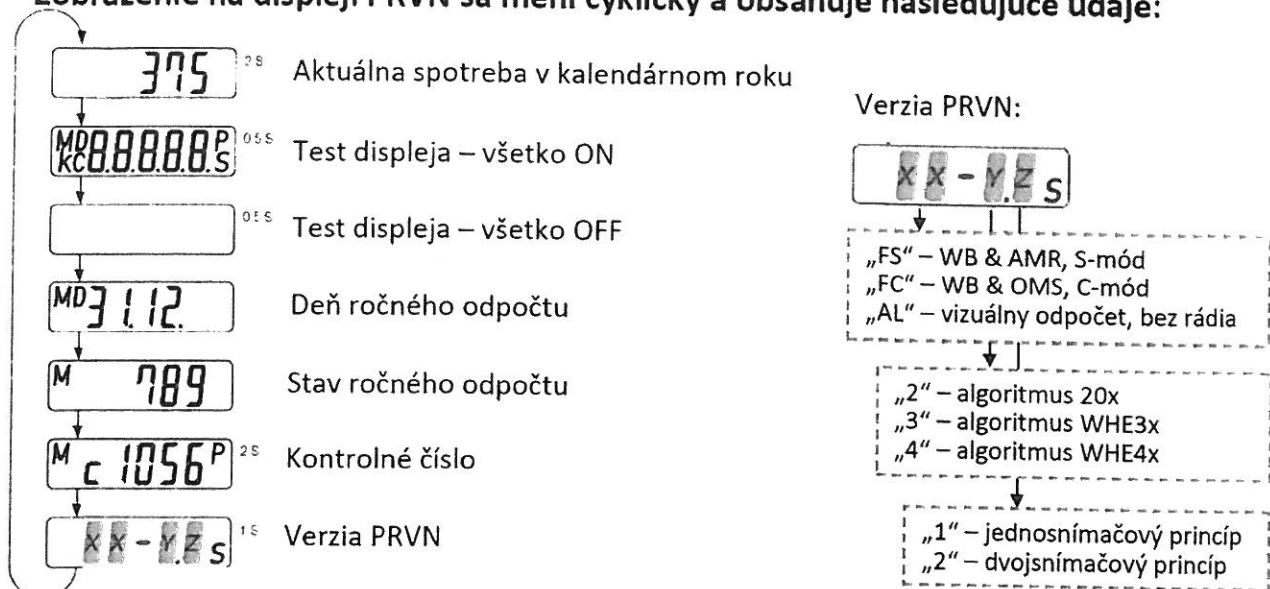 Zobrazenie na displeji PRVN sa mení cyklicky a obsahuje nasledujúce údaje:
375 2S Aktuálna spotreba v kalendárnom roku
MD KC 8.8.8.8.8. P S 05S Test displeja – všetko ON
05S Test displeja – všetko OFF
MD 31.12. Deň ročného odpočtu
M 789 Stav ročného odpočtu
M c 1056 P 2S Kontrolné číslo
XX-Y.Z S 1S Verzia PRVN
Verzia PRVN:
XX-Y.Z S
„FS“ – WB & AMR, S-mód
„FC“ – WB & OMS, C-mód
„AL“ – vizuálny odpočet, bez rádia
„2“ – algoritmus 20x
„3“ – algoritmus WHE3x
„4“ – algoritmus WHE4x
„1“ – jednosnímačový princíp
„2“ – dvojsnímačový princíp